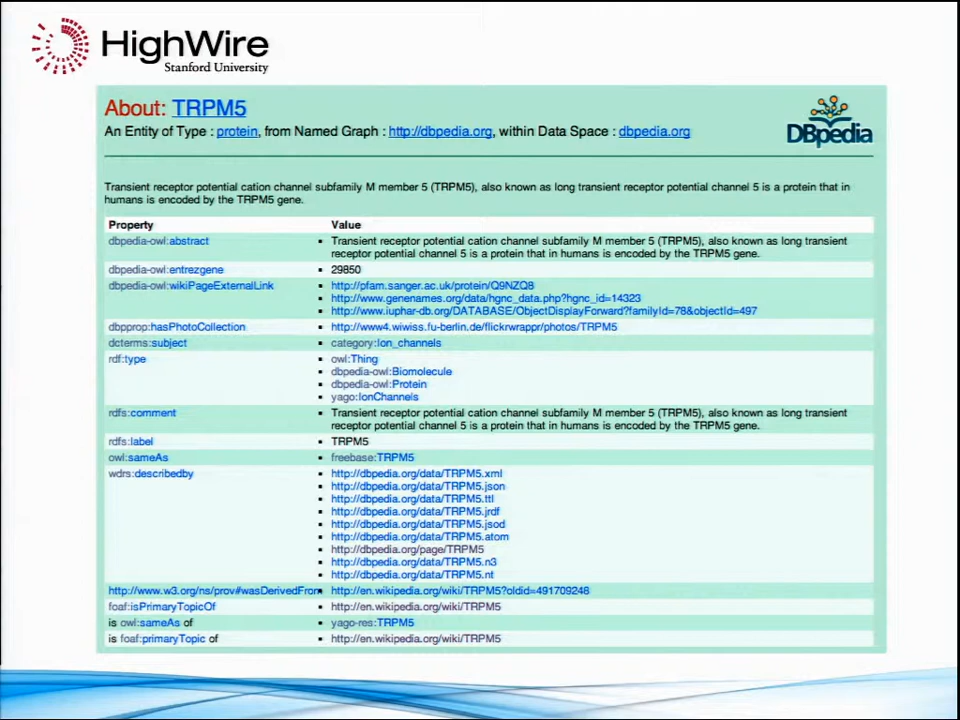 HighWire
Stanford University
About: TRPM5
An Entity of Type : protein, from Named Graph : http://dbpedia.org, within Data Space : dbpedia.org
DBpedia
Transient receptor potential cation channel subfamily M member 5 (TRPM5), also known as long transient receptor potential channel 5 is a protein that in
humans is encoded by the TRPM5 gene.
Property Value
dbpedia-owl:abstract ▪ Transient receptor potential cation channel subfamily M member 5 (TRPM5), also known as long transient
receptor potential channel 5 is a protein that in humans is encoded by the TRPM5 gene.
dbpedia-owl:entrezgene ▪ 29850
dbpedia-owl:wikiPageExternalLink ▪ http://pfam.sanger.ac.uk/protein/Q9NZQ8
▪ http://www.genenames.org/data/hgnc_data.php?hgnc_id=14323
▪ http://www.iuphar-db.org/DATABASE/ObjectDisplayForward?familyId=78&objectId=497
dbpprop:hasPhotoCollection ▪ http://www4.wiwiss.fu-berlin.de/flickrwrappr/photos/TRPM5
dcterms:subject ▪ category:Ion_channels
rdf:type ▪ owl:Thing
▪ dbpedia-owl:Biomolecule
▪ dbpedia-owl:Protein
▪ yago:IonChannels
rdfs:comment ▪ Transient receptor potential cation channel subfamily M member 5 (TRPM5), also known as long transient
receptor potential channel 5 is a protein that in humans is encoded by the TRPM5 gene.
rdfs:label ▪ TRPM5
owl:sameAs ▪ freebase:TRPM5
wdrs:describedby ▪ http://dbpedia.org/data/TRPM5.xml
▪ http://dbpedia.org/data/TRPM5.json
▪ http://dbpedia.org/data/TRPM5.ttl
▪ http://dbpedia.org/data/TRPM5.jrdf
▪ http://dbpedia.org/data/TRPM5.jsod
▪ http://dbpedia.org/data/TRPM5.atom
▪ http://dbpedia.org/page/TRPM5
▪ http://dbpedia.org/data/TRPM5.n3
▪ http://dbpedia.org/data/TRPM5.nt
http://www.w3.org/ns/prov#wasDerivedFrom ▪ http://en.wikipedia.org/wiki/TRPM5?oldid=491709248
foaf:isPrimaryTopicOf ▪ http://en.wikipedia.org/wiki/TRPM5
is owl:sameAs of ▪ yago-res:TRPM5
is foaf:primaryTopic of ▪ http://en.wikipedia.org/wiki/TRPM5